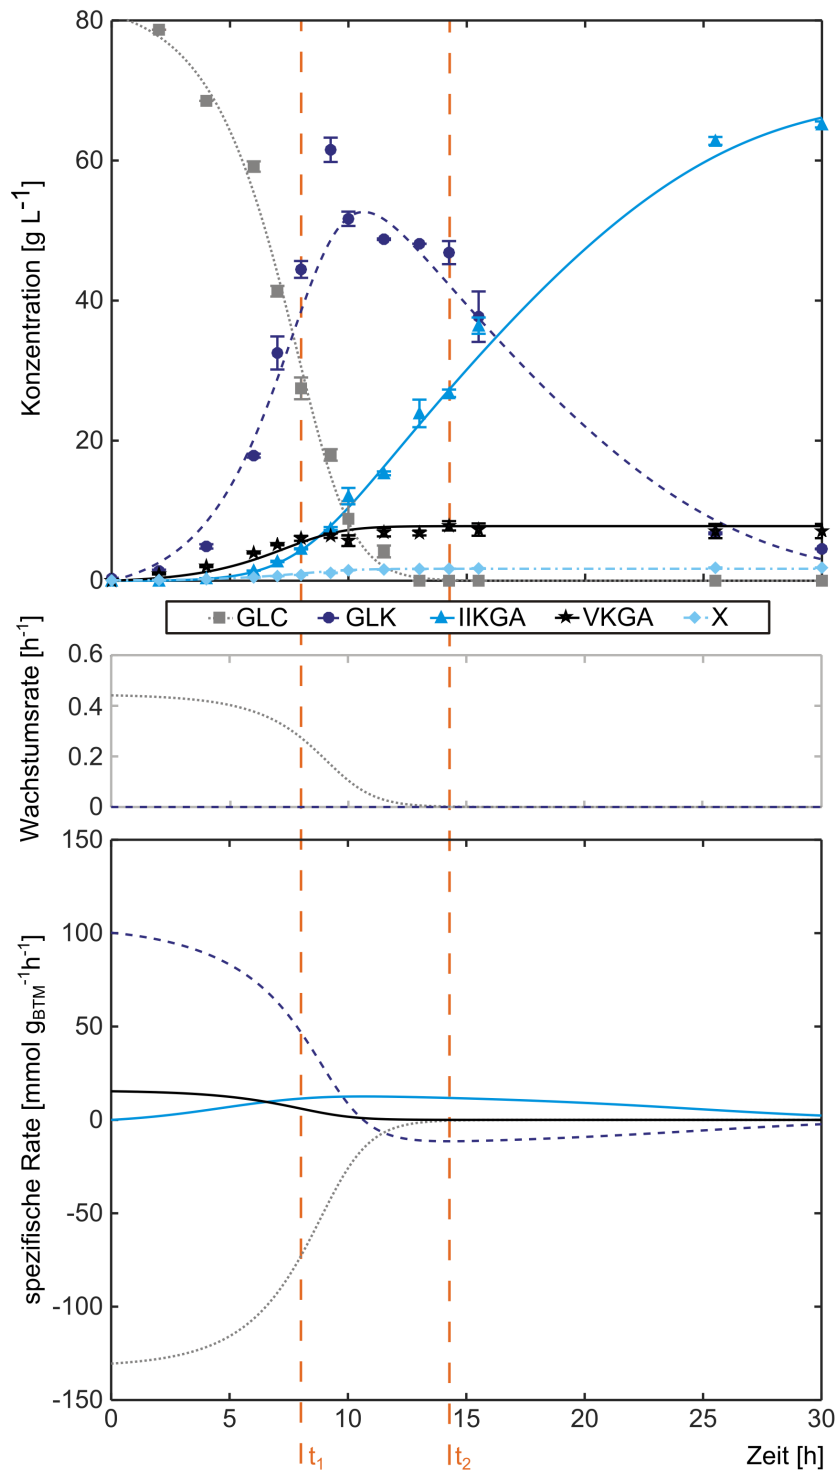 80
60
40
20
0
Konzentration [g L⁻¹]
GLC GLK IIKGA VKGA X
0.6
0.4
0.2
0
Wachstumsrate [h⁻¹]
150
100
50
0
-50
-100
-150
spezifische Rate [mmol g_BTM⁻¹h⁻¹]
0 5 10 15 20 25 30
t₁ t₂ Zeit [h]